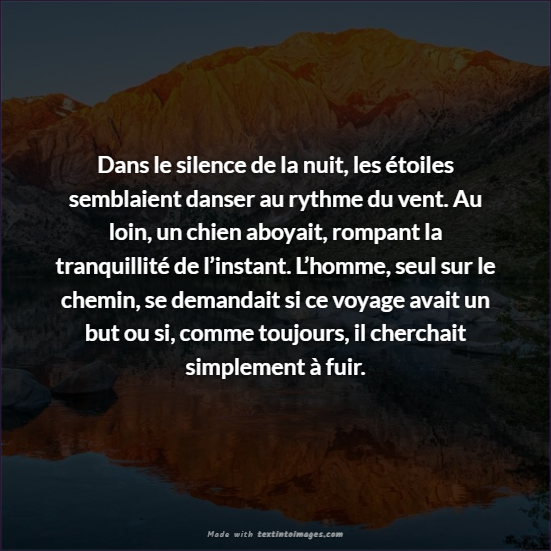 Dans le silence de la nuit, les étoiles
semblaient danser au rythme du vent. Au
loin, un chien aboyait, rompant la
tranquillité de l’instant. L’homme, seul sur le
chemin, se demandait si ce voyage avait un
but ou si, comme toujours, il cherchait
simplement à fuir.
Made with textintoimages.com